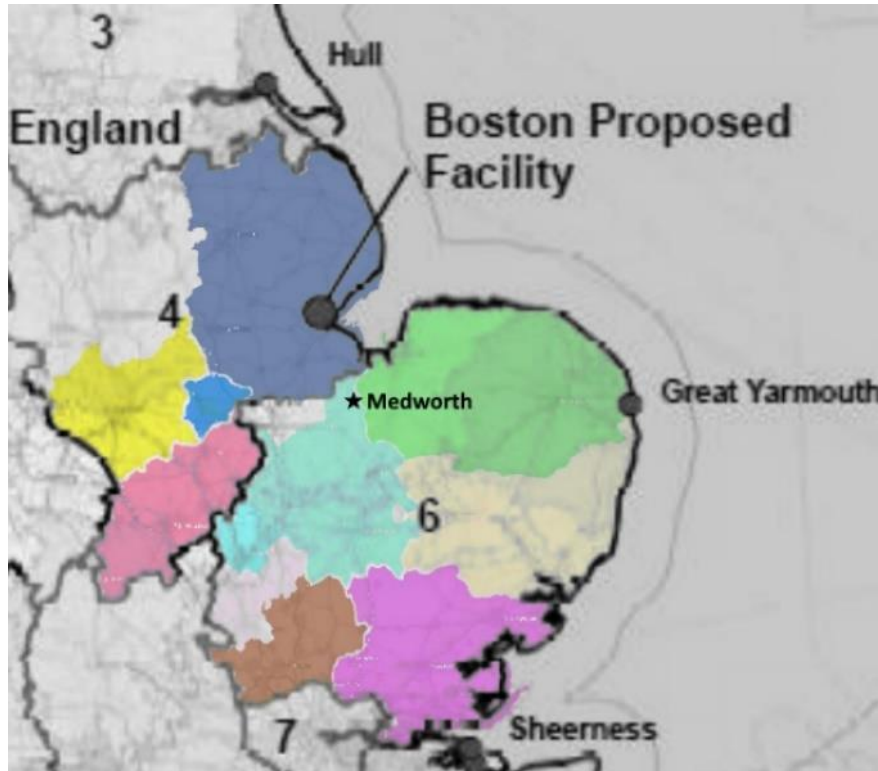 3
Hull
England
Boston Proposed
Facility
4
Medworth
Great Yarmouth
6
Sheerness
7